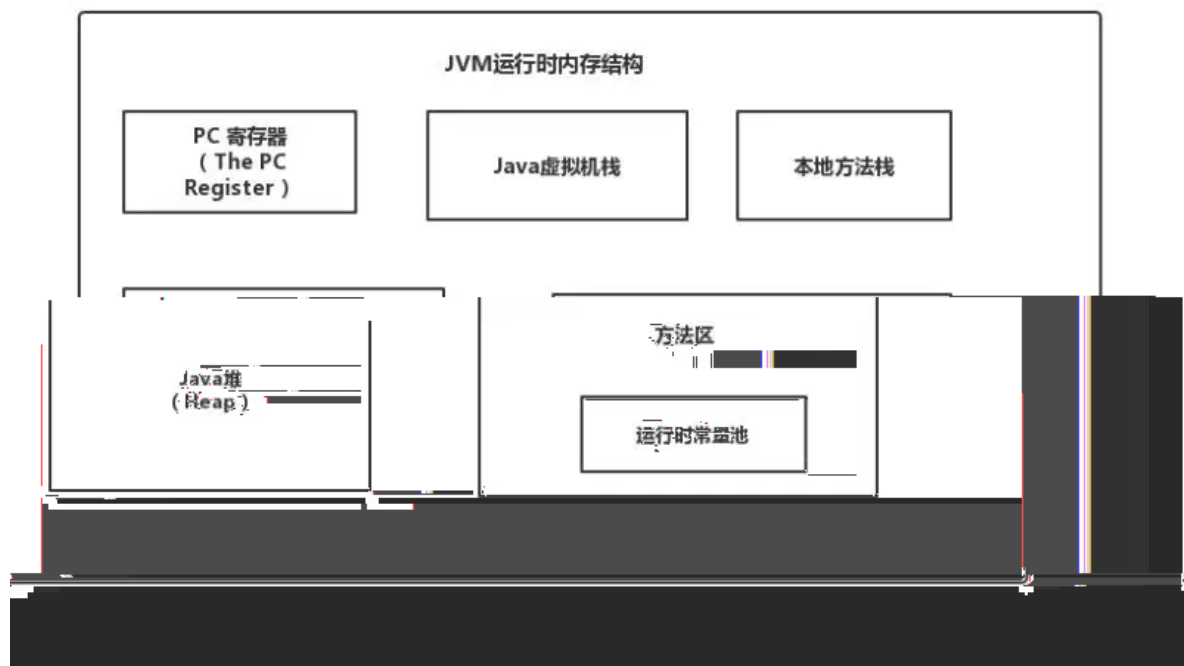 JVM运行时内存结构
PC 寄存器
（The PC
Register）
Java虚拟机栈
本地方法栈
方法区
Java堆
（Heap）
运行时常量池